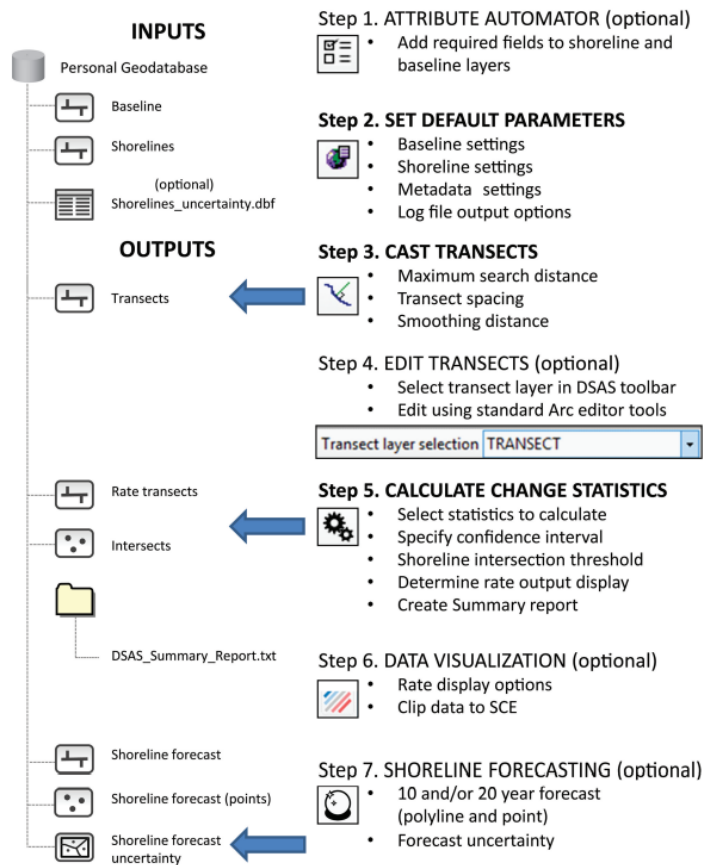 INPUTS
Personal Geodatabase
Baseline
Shorelines
(optional)
Shorelines_uncertainty.dbf
OUTPUTS
Transects
Rate transects
Intersects
DSAS_Summary_Report.txt
Shoreline forecast
Shoreline forecast (points)
Shoreline forecast
uncertainty
Step 1. ATTRIBUTE AUTOMATOR (optional)
• Add required fields to shoreline and
baseline layers
Step 2. SET DEFAULT PARAMETERS
• Baseline settings
• Shoreline settings
• Metadata settings
• Log file output options
Step 3. CAST TRANSECTS
• Maximum search distance
• Transect spacing
• Smoothing distance
Step 4. EDIT TRANSECTS (optional)
• Select transect layer in DSAS toolbar
• Edit using standard Arc editor tools
Transect layer selection TRANSECT
Step 5. CALCULATE CHANGE STATISTICS
• Select statistics to calculate
• Specify confidence interval
• Shoreline intersection threshold
• Determine rate output display
• Create Summary report
Step 6. DATA VISUALIZATION (optional)
• Rate display options
• Clip data to SCE
Step 7. SHORELINE FORECASTING (optional)
• 10 and/or 20 year forecast
(polyline and point)
• Forecast uncertainty